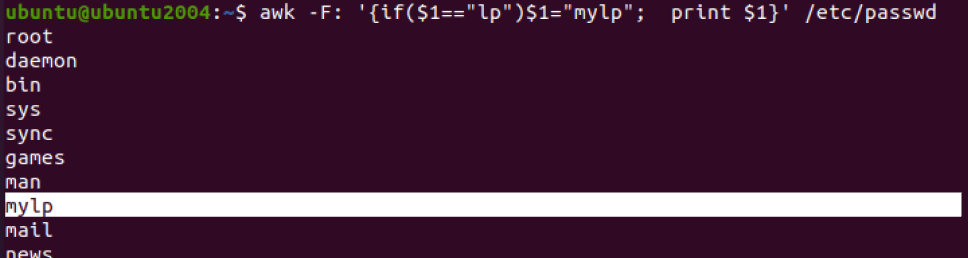 ubuntu@ubuntu2004:~$ awk -F: '{if($1=="lp")$1="mylp";  print $1}' /etc/passwd
root
daemon
bin
sys
sync
games
man
mylp
mail
news